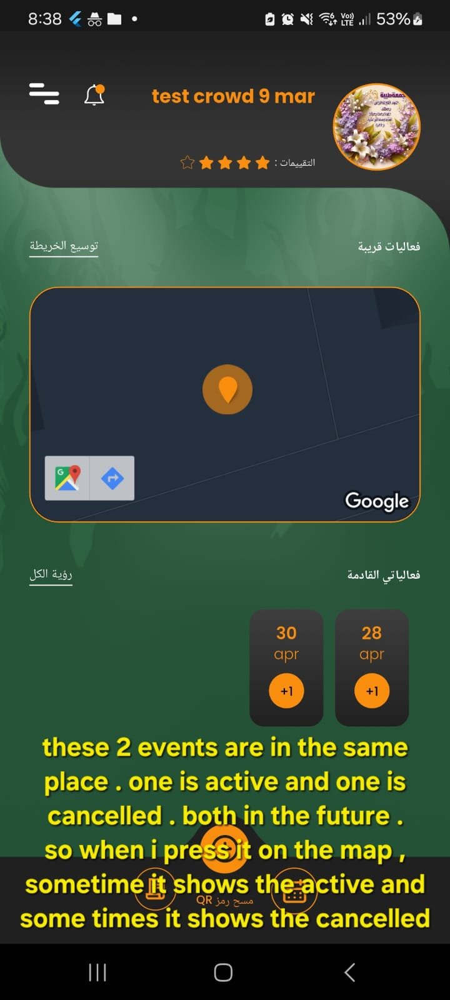 8:38
Vo))
LTE
53%
test crowd 9 mar
التقييمات :
فعاليات قريبة
توسيع الخريطة
G
Google
فعالياتي القادمة
رؤية الكل
28
apr
+1
30
apr
+1
these 2 events are in the same
place . one is active and one is
cancelled . both in the future .
so when i press it on the map ,
sometime it shows the active and
some times it shows the cancelled
مسح رمز QR